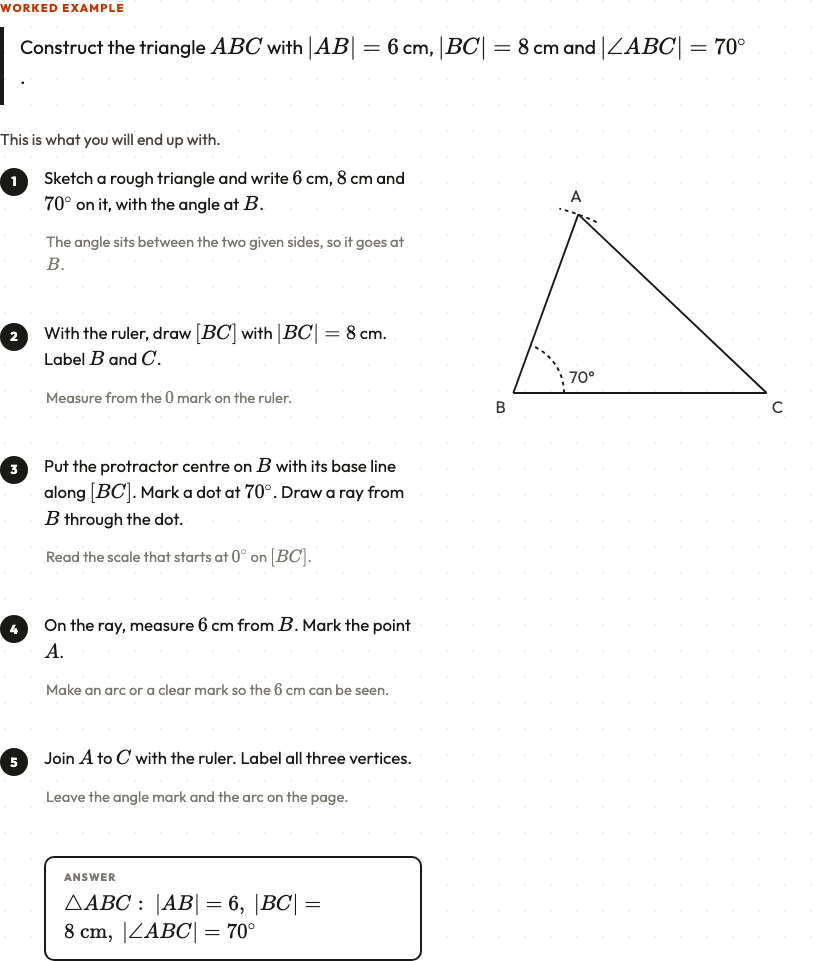 WORKED EXAMPLE
Construct the triangle ABC with |AB| = 6 cm, |BC| = 8 cm and |∠ABC| = 70°
.
This is what you will end up with.
1 Sketch a rough triangle and write 6 cm, 8 cm and
70° on it, with the angle at B.
The angle sits between the two given sides, so it goes at
B.
2 With the ruler, draw [BC] with |BC| = 8 cm.
Label B and C.
Measure from the 0 mark on the ruler.
3 Put the protractor centre on B with its base line
along [BC]. Mark a dot at 70°. Draw a ray from
B through the dot.
Read the scale that starts at 0° on [BC].
4 On the ray, measure 6 cm from B. Mark the point
A.
Make an arc or a clear mark so the 6 cm can be seen.
5 Join A to C with the ruler. Label all three vertices.
Leave the angle mark and the arc on the page.
ANSWER
△ABC : |AB| = 6, |BC| =
8 cm, |∠ABC| = 70°
A
70°
B
C